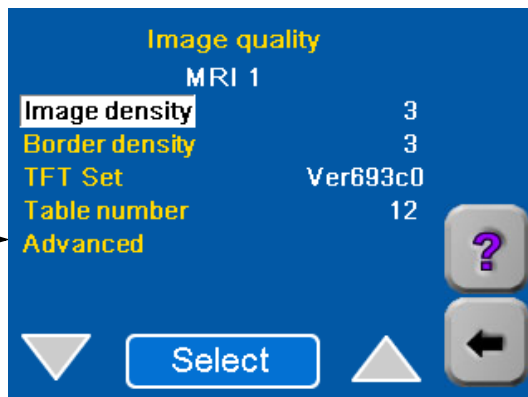 Image quality
MRI 1
Image density 3
Border density 3
TFT Set Ver693c0
Table number 12
Advanced
?
Select